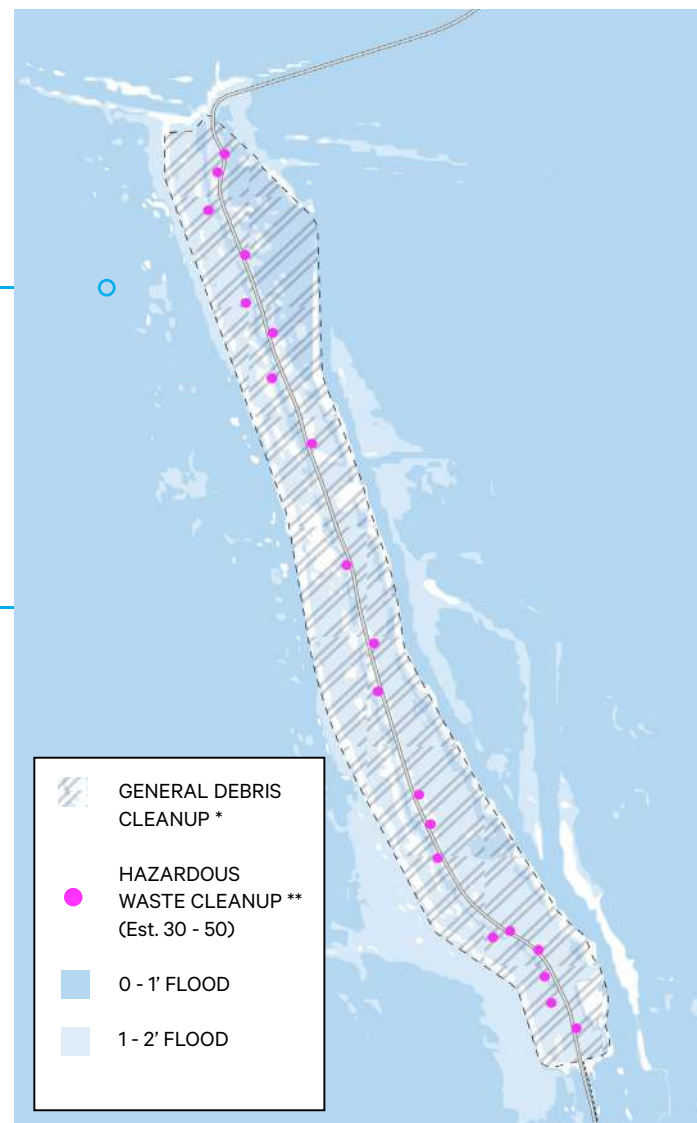 GENERAL DEBRIS
CLEANUP *
HAZARDOUS
WASTE CLEANUP **
(Est. 30 - 50)
0 - 1' FLOOD
1 - 2' FLOOD